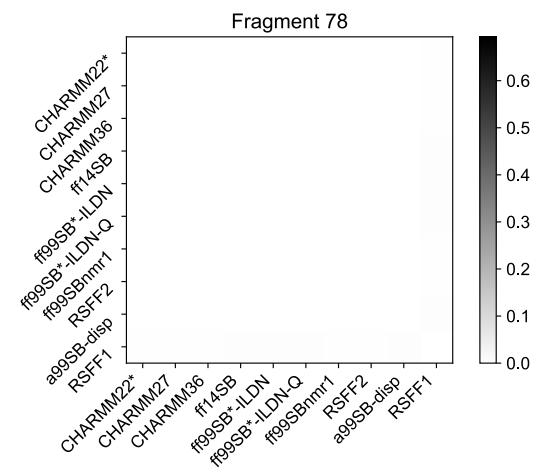 Fragment 78
CHARMM22*
CHARMM27
CHARMM36
ff14SB
ff99SB*-ILDN
ff99SB*-ILDN-Q
ff99SBnmr1
RSFF2
a99SB-disp
RSFF1
CHARMM22*
CHARMM27
CHARMM36
ff14SB
ff99SB*-ILDN
ff99SB*-ILDN-Q
ff99SBnmr1
RSFF2
a99SB-disp
RSFF1
0.6
0.5
0.4
0.3
0.2
0.1
0.0